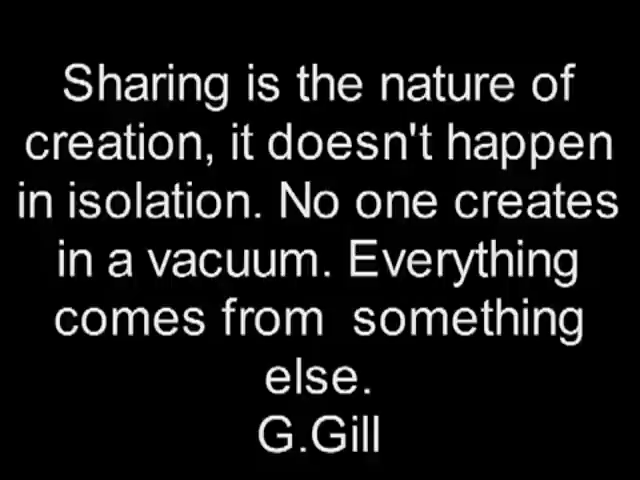 Sharing is the nature of
creation, it doesn't happen
in isolation. No one creates
in a vacuum. Everything
comes from  something
else.
G.Gill